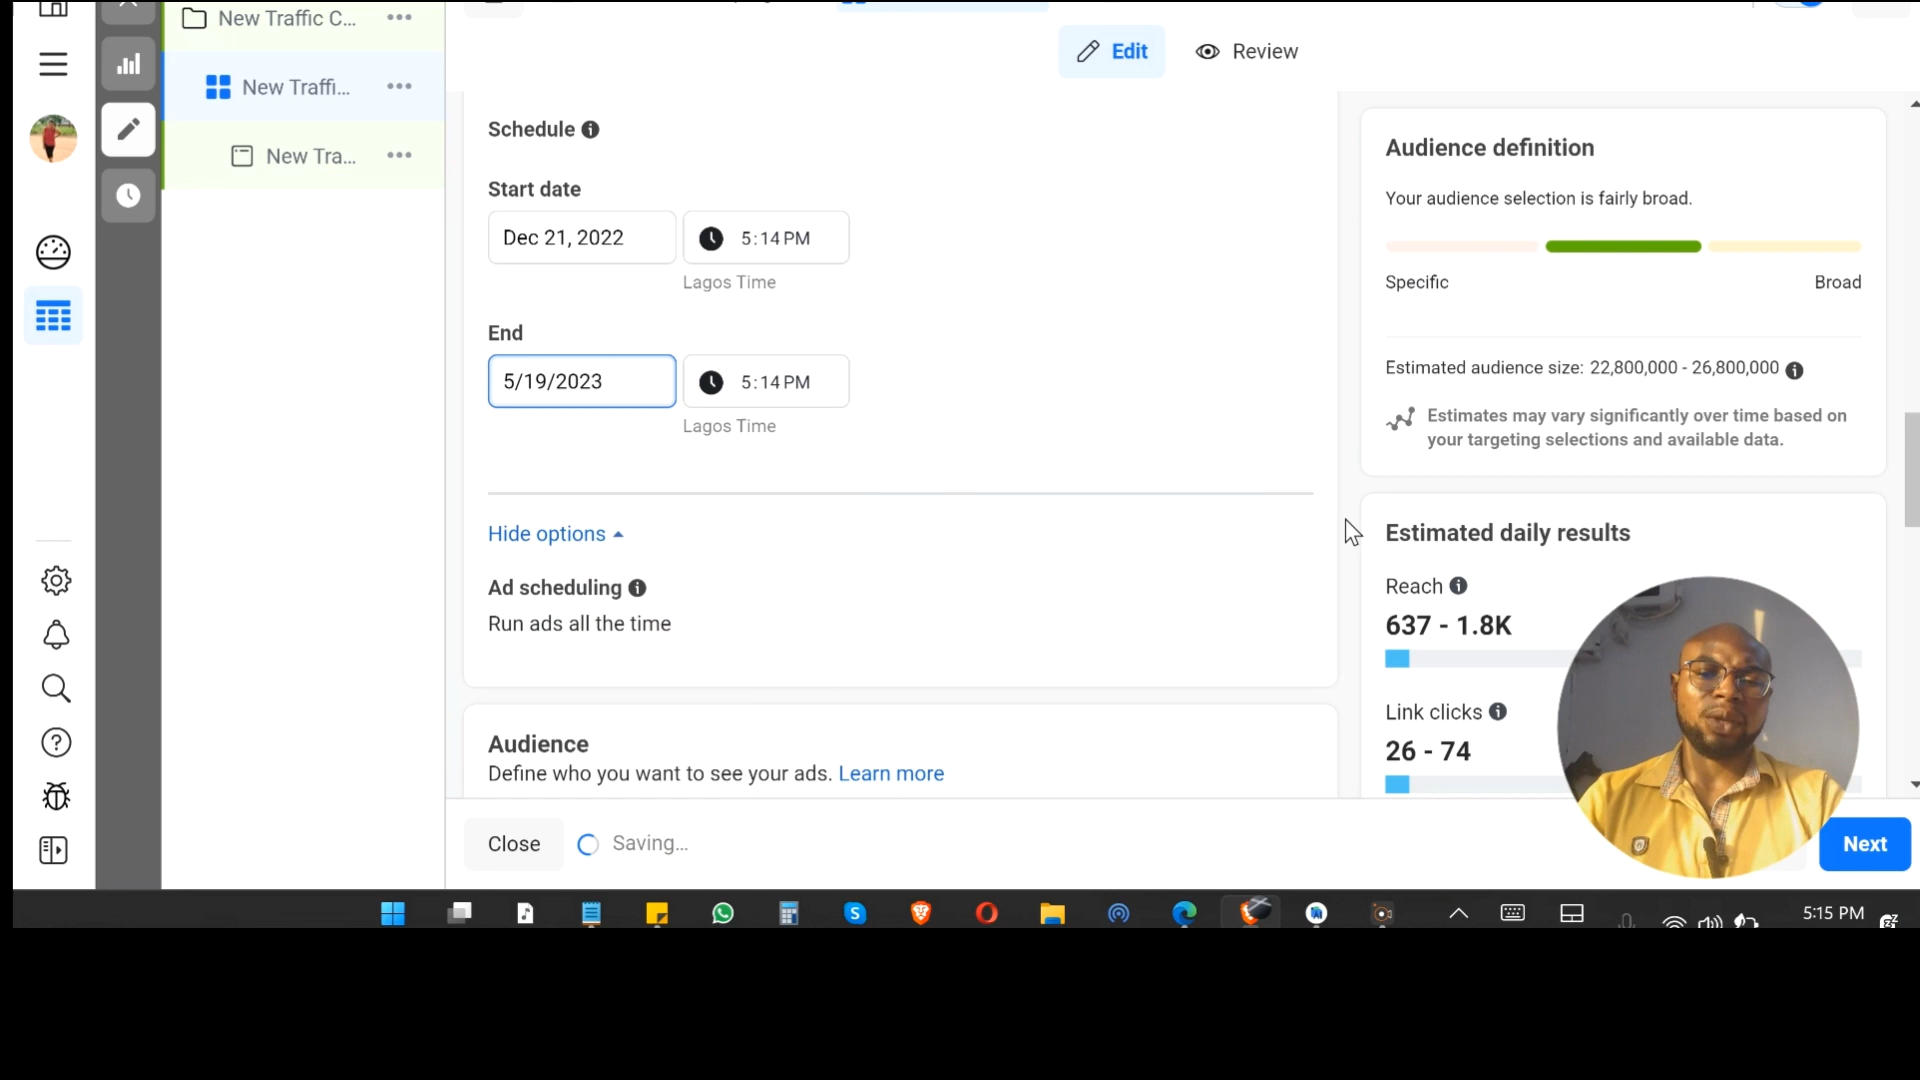 New Traffic C...
New Traffi...
New Tra...
Edit
Review
Schedule
Start date
Dec 21, 2022
5:14 PM
Lagos Time
End
5/19/2023
5:14 PM
Lagos Time
Hide options
Ad scheduling
Run ads all the time
Audience
Define who you want to see your ads. Learn more
Close
Saving...
Audience definition
Your audience selection is fairly broad.
Specific
Broad
Estimated audience size: 22,800,000 - 26,800,000
Estimates may vary significantly over time based on
your targeting selections and available data.
Estimated daily results
Reach
637 - 1.8K
Link clicks
26 - 74
Next
5:15 PM